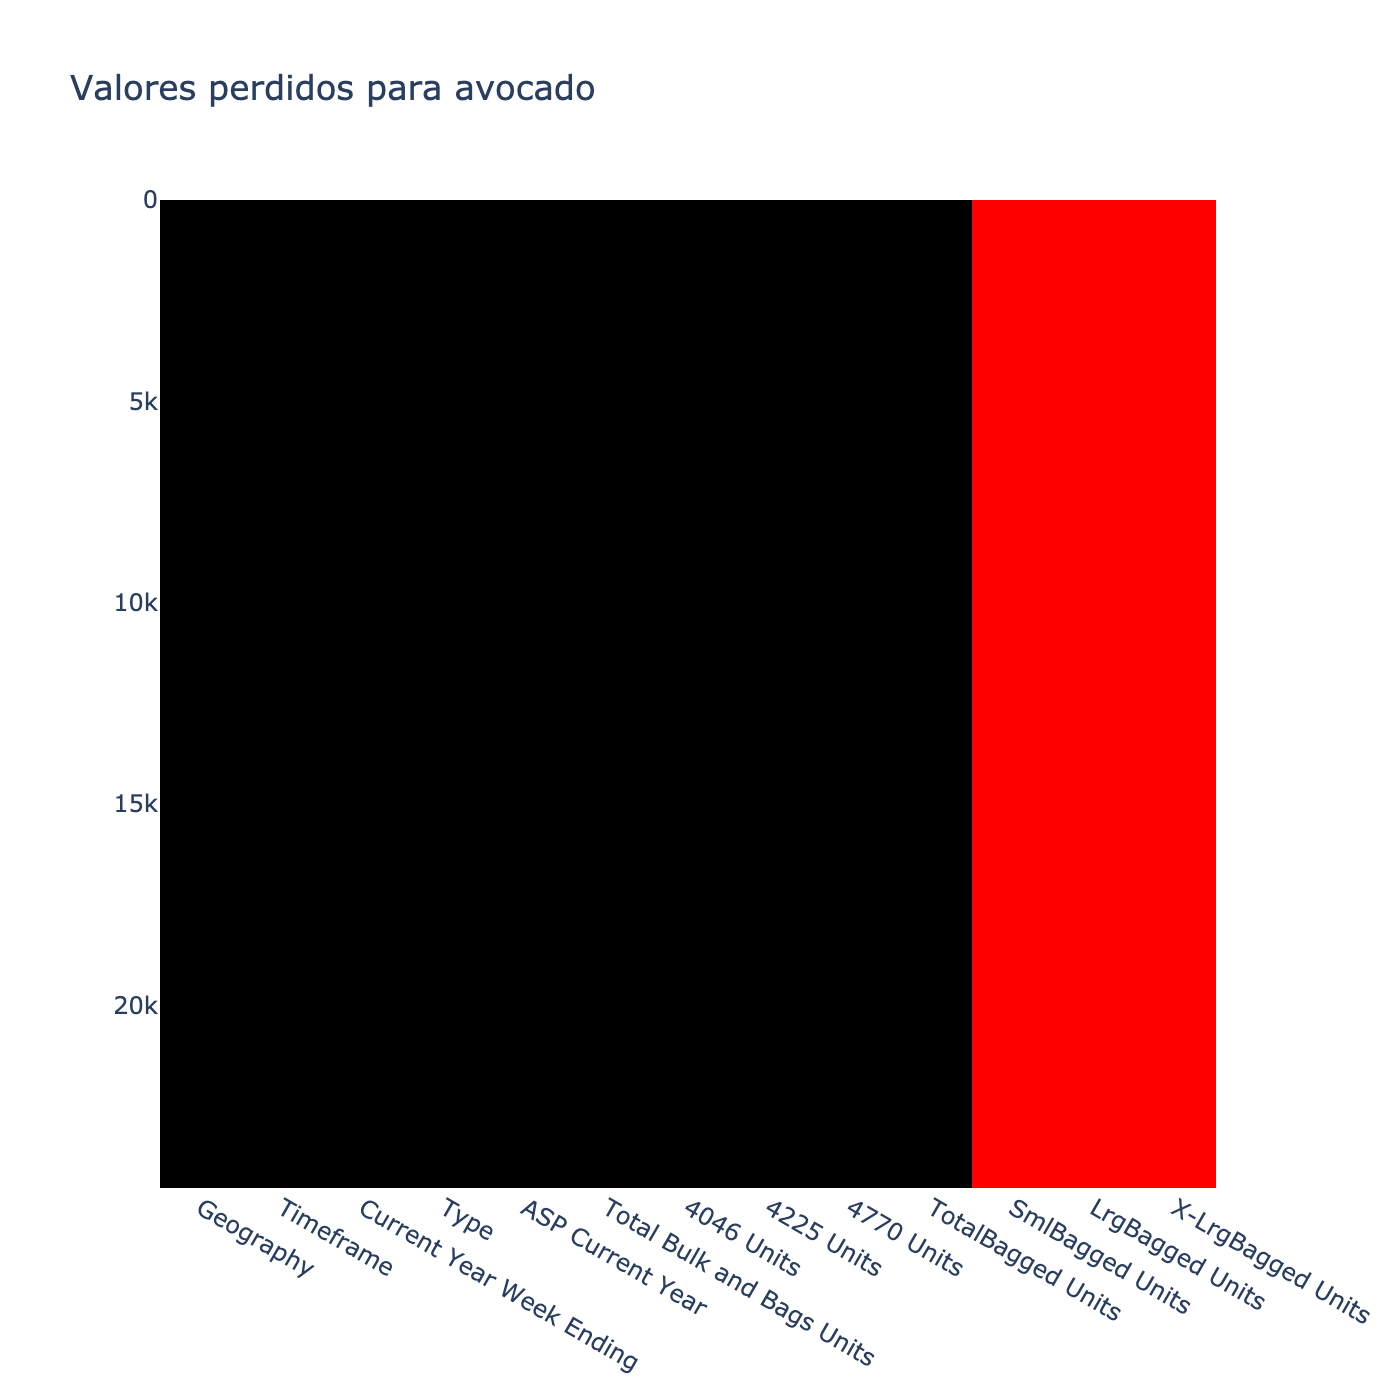 Valores perdidos para avocado
0
5k
10k
15k
20k
Geography
Timeframe
Current Year Week Ending
Type
ASP Current Year
Total Bulk and Bags Units
4046 Units
4225 Units
4770 Units
TotalBagged Units
SmlBagged Units
LrgBagged Units
X-LrgBagged Units